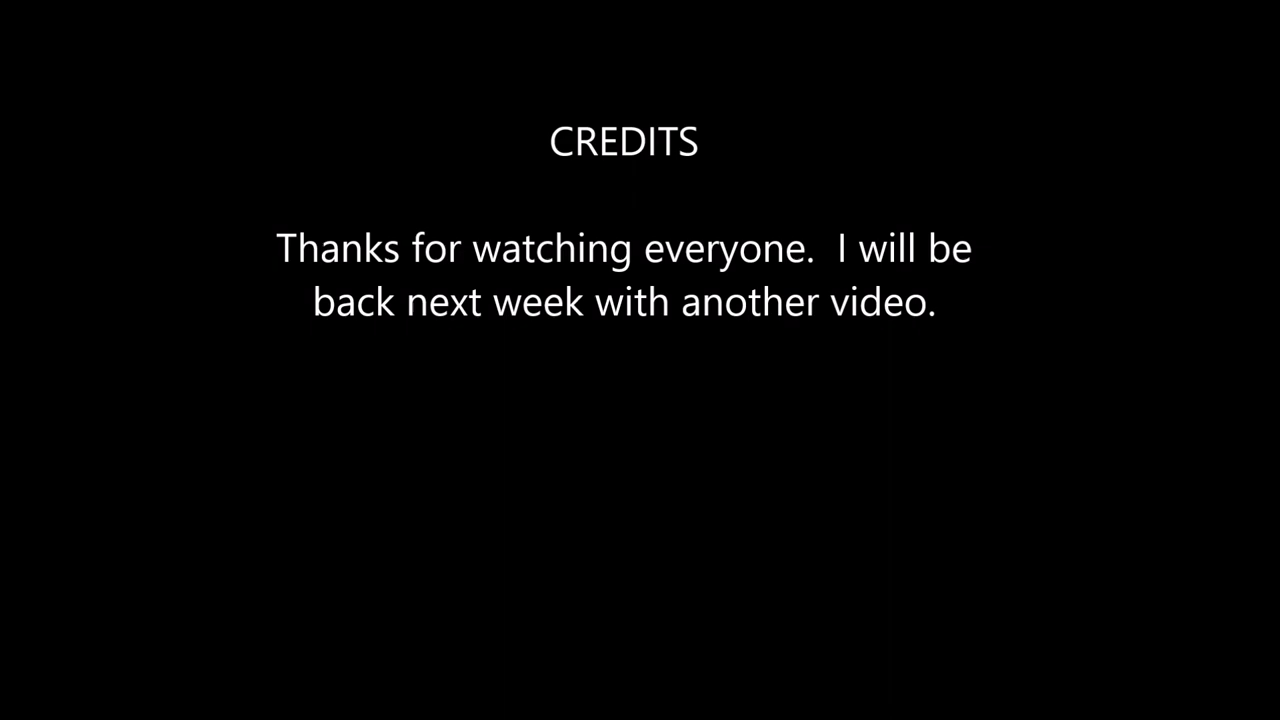 CREDITS
Thanks for watching everyone.  I will be
back next week with another video.